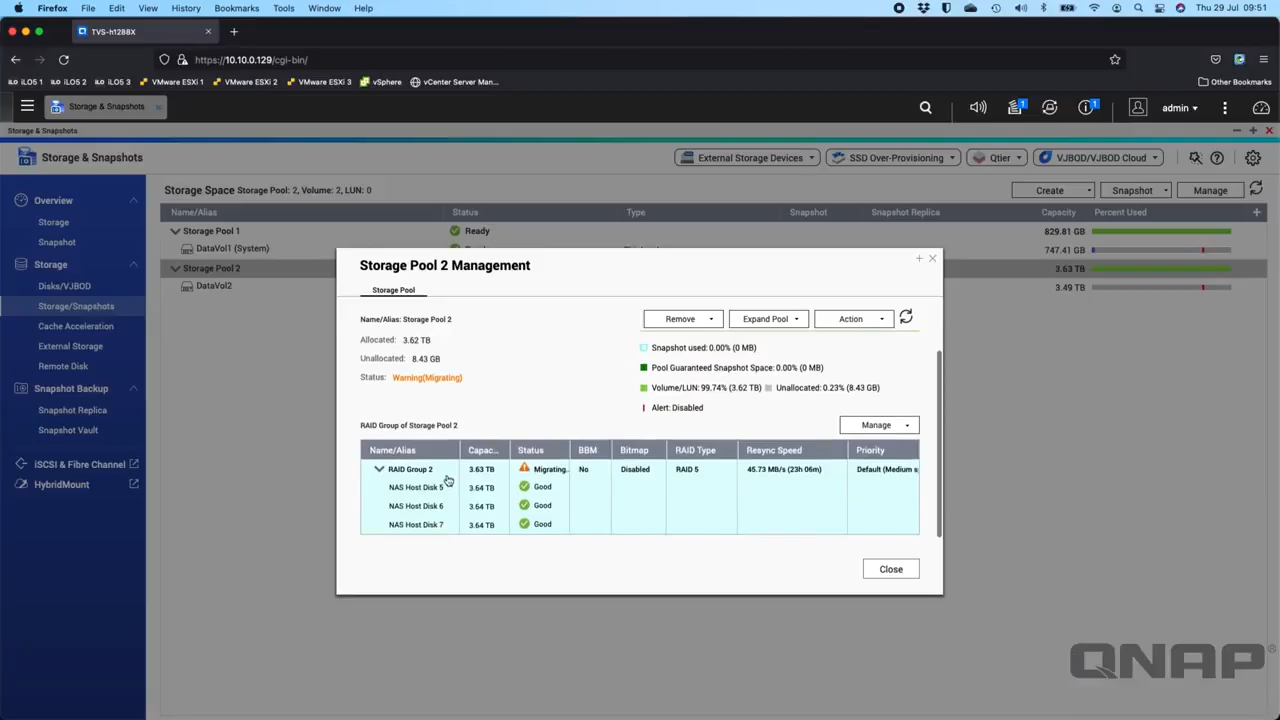 Firefox File Edit View History Bookmarks Tools Window Help Thu 29 Jul 09:51
TVS-h1288X
https://10.10.0.129/cgi-bin/
iLO5 1 iLO5 2 iLO5 3 VMware ESXi 1 VMware ESXi 2 VMware ESXi 3 vSphere vCenter Server Man... Other Bookmarks
Storage & Snapshots 1 1 admin
Storage & Snapshots
Storage & Snapshots External Storage Devices SSD Over-Provisioning Qtier VJBOD/VJBOD Cloud
Overview
Storage
Snapshot
Storage
Disks/VJBOD
Storage/Snapshots
Cache Acceleration
External Storage
Remote Disk
Snapshot Backup
Snapshot Replica
Snapshot Vault
iSCSI & Fibre Channel
HybridMount
Storage Space Storage Pool: 2, Volume: 2, LUN: 0 Create Snapshot Manage
Name/Alias Status Type Snapshot Snapshot Replica Capacity Percent Used
Storage Pool 1 Ready 829.81 GB
DataVol1 (System) 747.41 GB
Storage Pool 2 3.63 TB
DataVol2 3.49 TB
Storage Pool 2 Management
Storage Pool
Name/Alias: Storage Pool 2 Remove Expand Pool Action
Allocated: 3.62 TB
Unallocated: 8.43 GB
Status: Warning(Migrating)
Snapshot used: 0.00% (0 MB)
Pool Guaranteed Snapshot Space: 0.00% (0 MB)
Volume/LUN: 99.74% (3.62 TB) Unallocated: 0.23% (8.43 GB)
Alert: Disabled
RAID Group of Storage Pool 2 Manage
Name/Alias Capac... Status BBM Bitmap RAID Type Resync Speed Priority
RAID Group 2 3.63 TB Migrating.. No Disabled RAID 5 45.73 MB/s (23h 06m) Default (Medium s
NAS Host Disk 5 3.64 TB Good
NAS Host Disk 6 3.64 TB Good
NAS Host Disk 7 3.64 TB Good
Close
QNAP